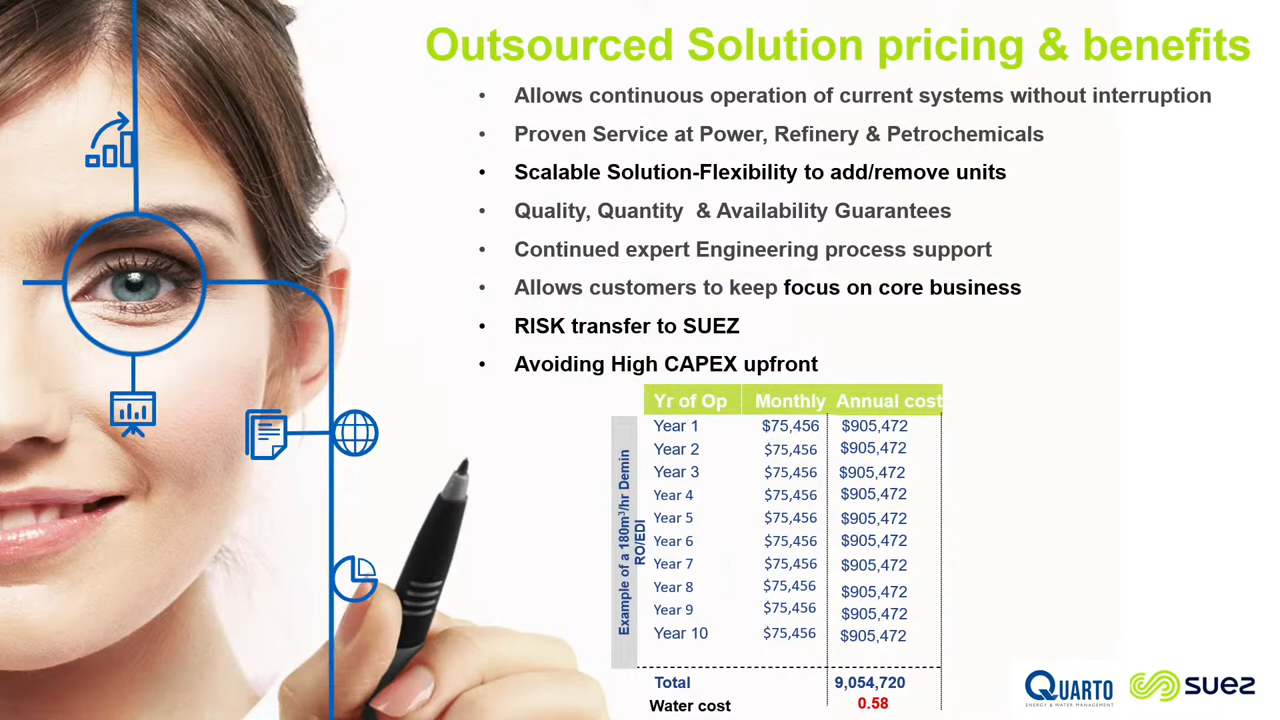 Outsourced Solution pricing & benefits
• Allows continuous operation of current systems without interruption
• Proven Service at Power, Refinery & Petrochemicals
• Scalable Solution-Flexibility to add/remove units
• Quality, Quantity & Availability Guarantees
• Continued expert Engineering process support
• Allows customers to keep focus on core business
• RISK transfer to SUEZ
• Avoiding High CAPEX upfront
Example of a 180m³/hr Demin
RO/EDI
Yr of Op Monthly Annual cost
Year 1 $75,456 $905,472
Year 2 $75,456 $905,472
Year 3 $75,456 $905,472
Year 4 $75,456 $905,472
Year 5 $75,456 $905,472
Year 6 $75,456 $905,472
Year 7 $75,456 $905,472
Year 8 $75,456 $905,472
Year 9 $75,456 $905,472
Year 10 $75,456 $905,472
Total 9,054,720
Water cost 0.58
QUARTO
ENERGY & WATER MANAGEMENT
suez